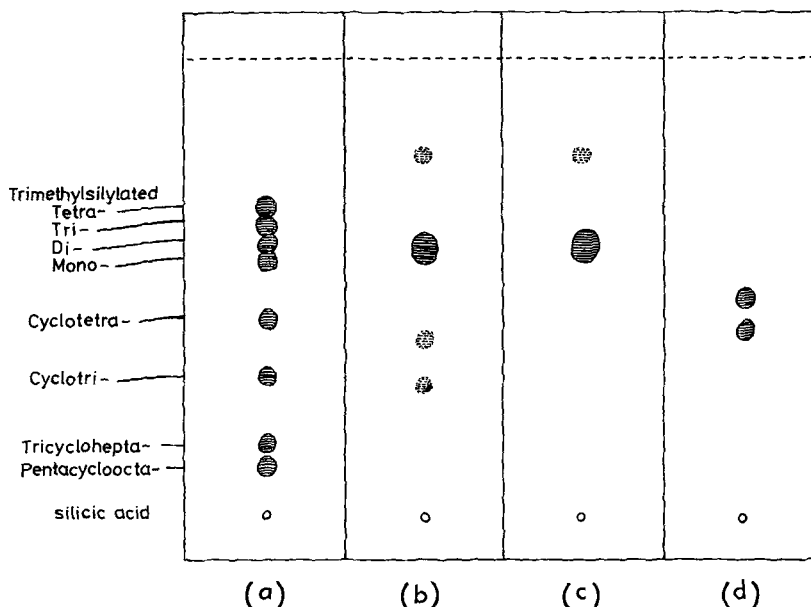 Trimethylsilylated
Tetra-
Tri-
Di-
Mono-
Cyclotetra-
Cyclotri-
Tricyclohepta-
Pentacycloocta-
silicic acid
(a) (b) (c) (d)